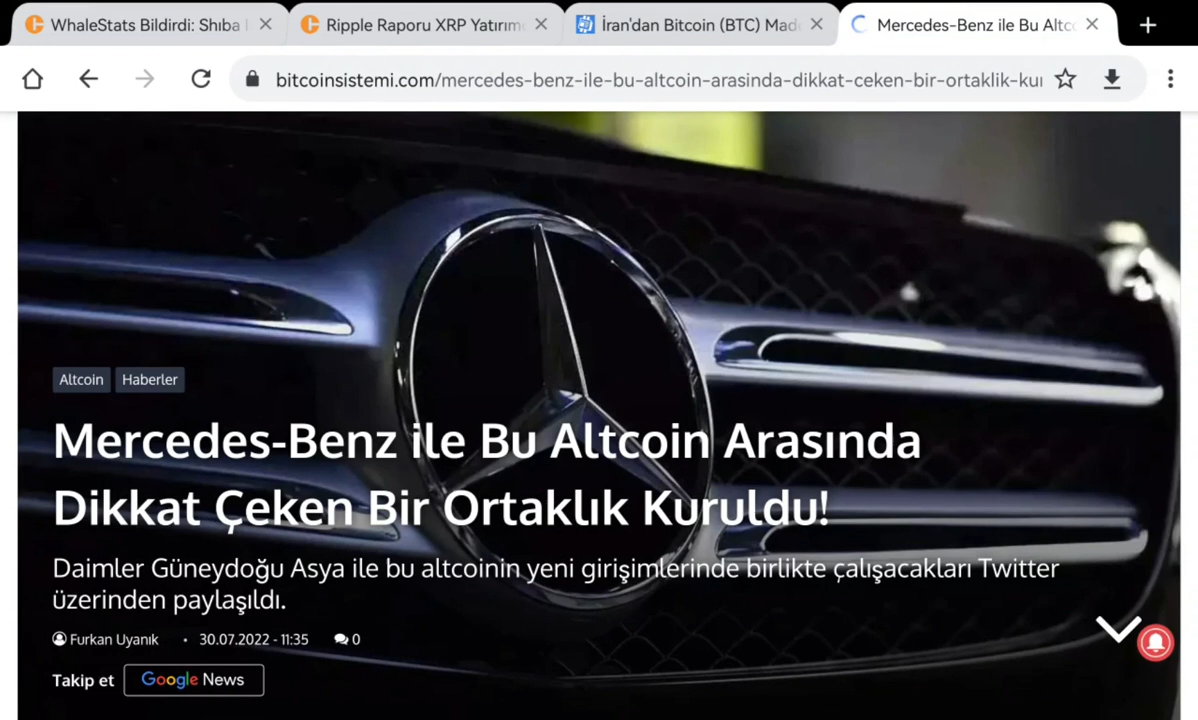 WhaleStats Bildirdi: Shiba
Ripple Raporu XRP Yatırım
İran'dan Bitcoin (BTC) Made
Mercedes-Benz ile Bu Altc
bitcoinsistemi.com/mercedes-benz-ile-bu-altcoin-arasinda-dikkat-ceken-bir-ortaklik-kur
Altcoin Haberler
Mercedes-Benz ile Bu Altcoin Arasında
Dikkat Çeken Bir Ortaklık Kuruldu!
Daimler Güneydoğu Asya ile bu altcoinin yeni girişimlerinde birlikte çalışacakları Twitter
üzerinden paylaşıldı.
Furkan Uyanık • 30.07.2022 - 11:35 0
Takip et Google News